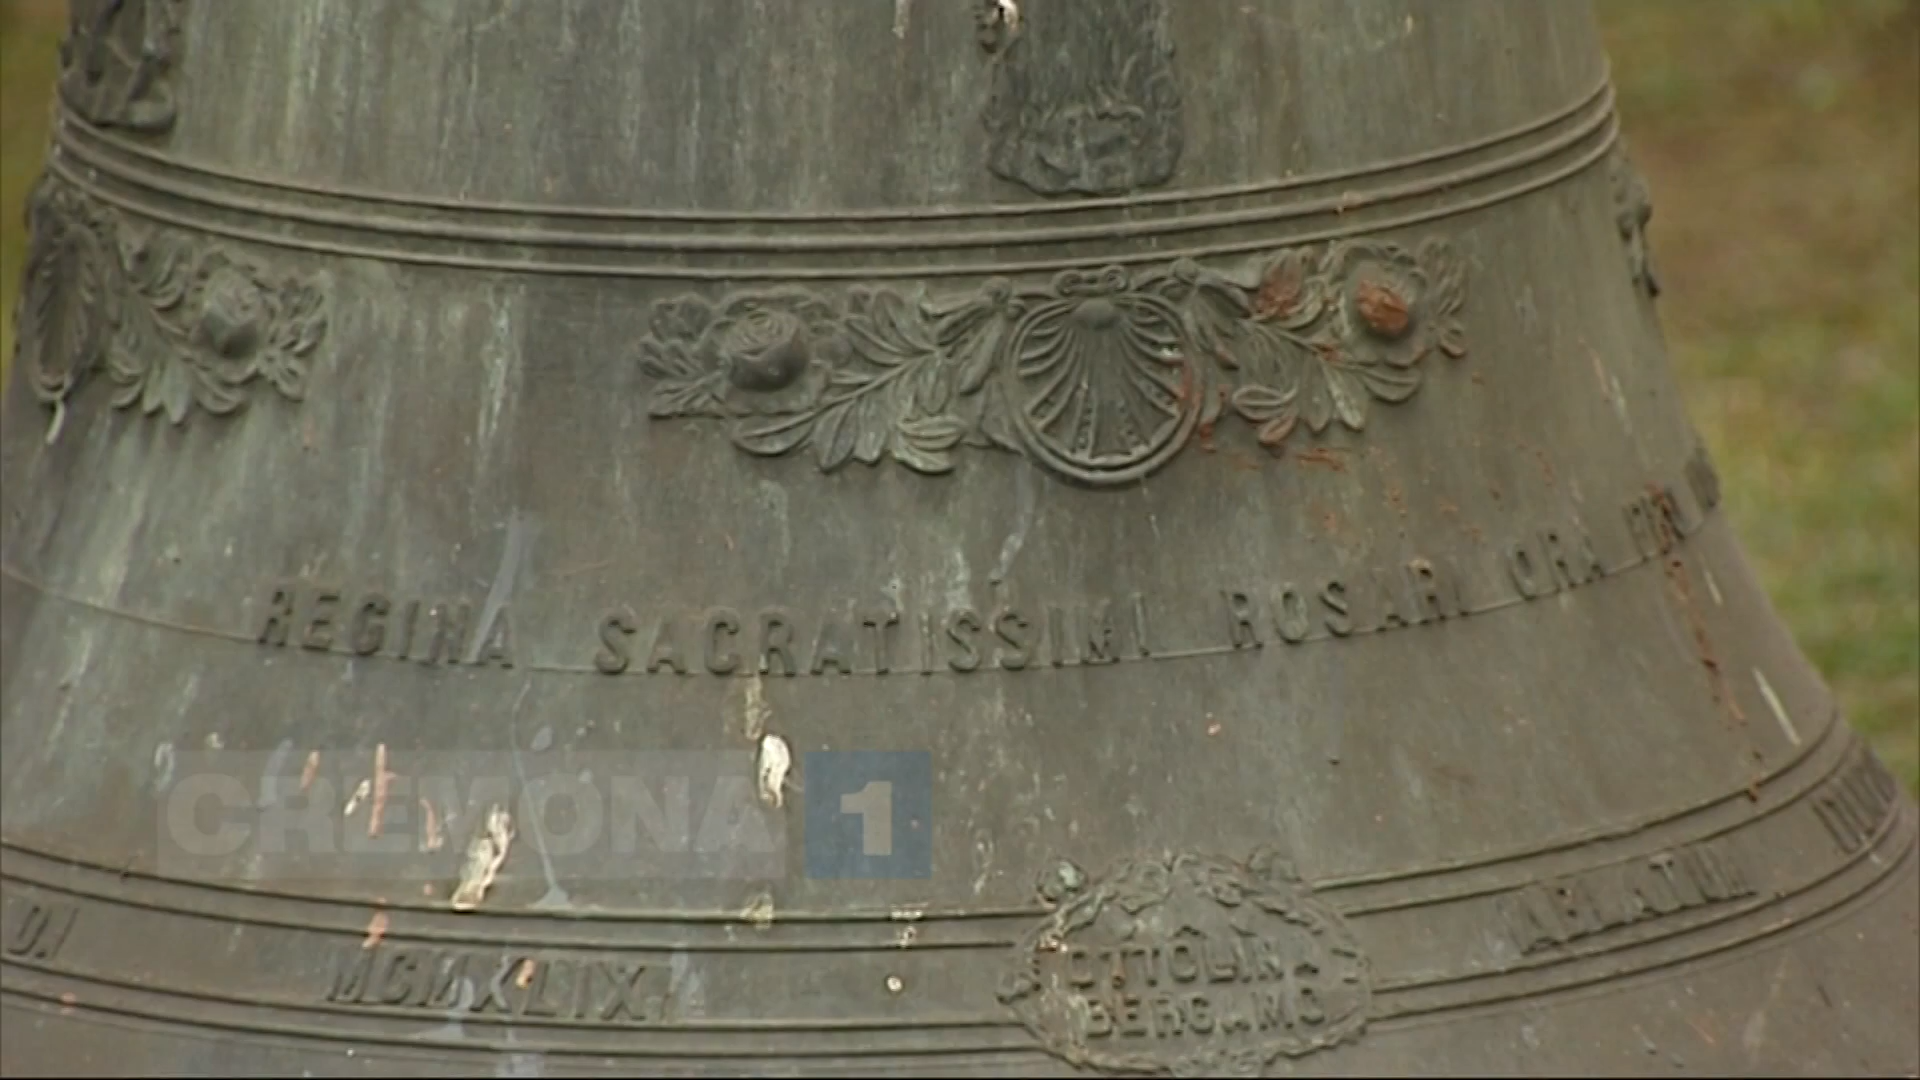 REGINA SACRATISSIMI ROSARI ORA
CREMONA 1
MCMXLIX
OTTOLINA
BERGAMO